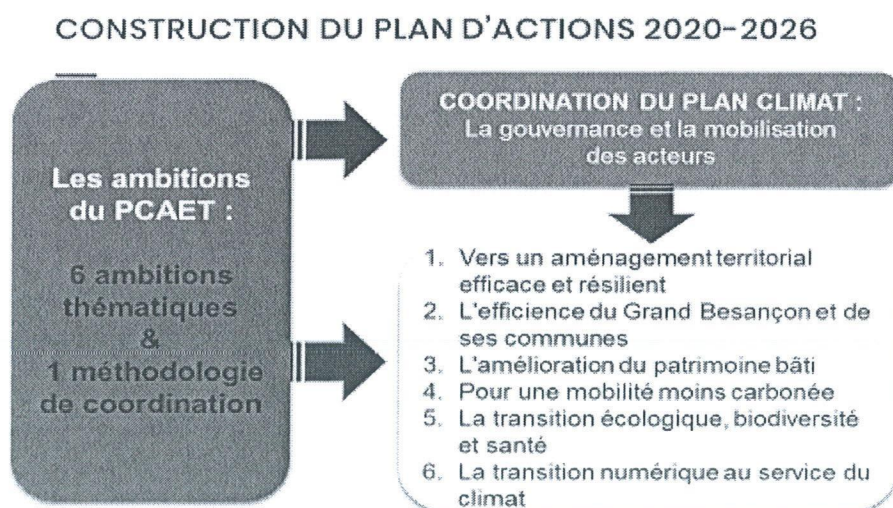 CONSTRUCTION DU PLAN D'ACTIONS 2020-2026
Les ambitions
du PCAET :
6 ambitions
thématiques
&
1 méthodologie
de coordination
COORDINATION DU PLAN CLIMAT :
La gouvernance et la mobilisation
des acteurs
1. Vers un aménagement territorial
efficace et résilient
2. L'efficience du Grand Besançon et de
ses communes
3. L'amélioration du patrimoine bâti
4. Pour une mobilité moins carbonée
5. La transition écologique, biodiversité
et santé
6. La transition numérique au service du
climat